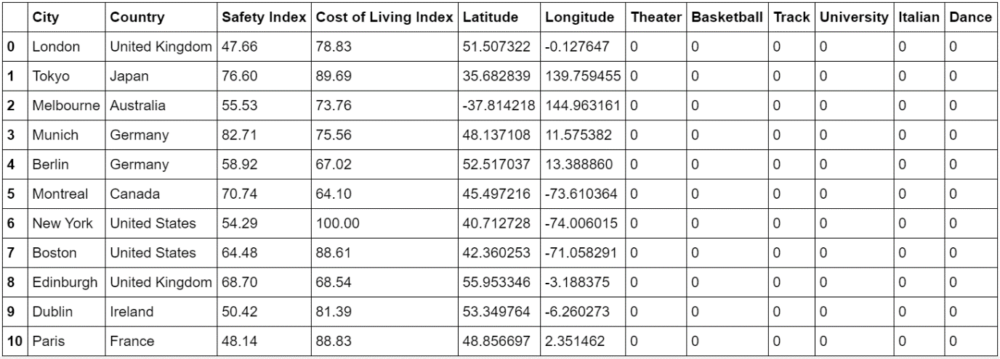 City Country Safety Index Cost of Living Index Latitude Longitude Theater Basketball Track University Italian Dance
0 London United Kingdom 47.66 78.83 51.507322 -0.127647 0 0 0 0 0 0
1 Tokyo Japan 76.60 89.69 35.682839 139.759455 0 0 0 0 0 0
2 Melbourne Australia 55.53 73.76 -37.814218 144.963161 0 0 0 0 0 0
3 Munich Germany 82.71 75.56 48.137108 11.575382 0 0 0 0 0 0
4 Berlin Germany 58.92 67.02 52.517037 13.388860 0 0 0 0 0 0
5 Montreal Canada 70.74 64.10 45.497216 -73.610364 0 0 0 0 0 0
6 New York United States 54.29 100.00 40.712728 -74.006015 0 0 0 0 0 0
7 Boston United States 64.48 88.61 42.360253 -71.058291 0 0 0 0 0 0
8 Edinburgh United Kingdom 68.70 68.54 55.953346 -3.188375 0 0 0 0 0 0
9 Dublin Ireland 50.42 81.39 53.349764 -6.260273 0 0 0 0 0 0
10 Paris France 48.14 88.83 48.856697 2.351462 0 0 0 0 0 0